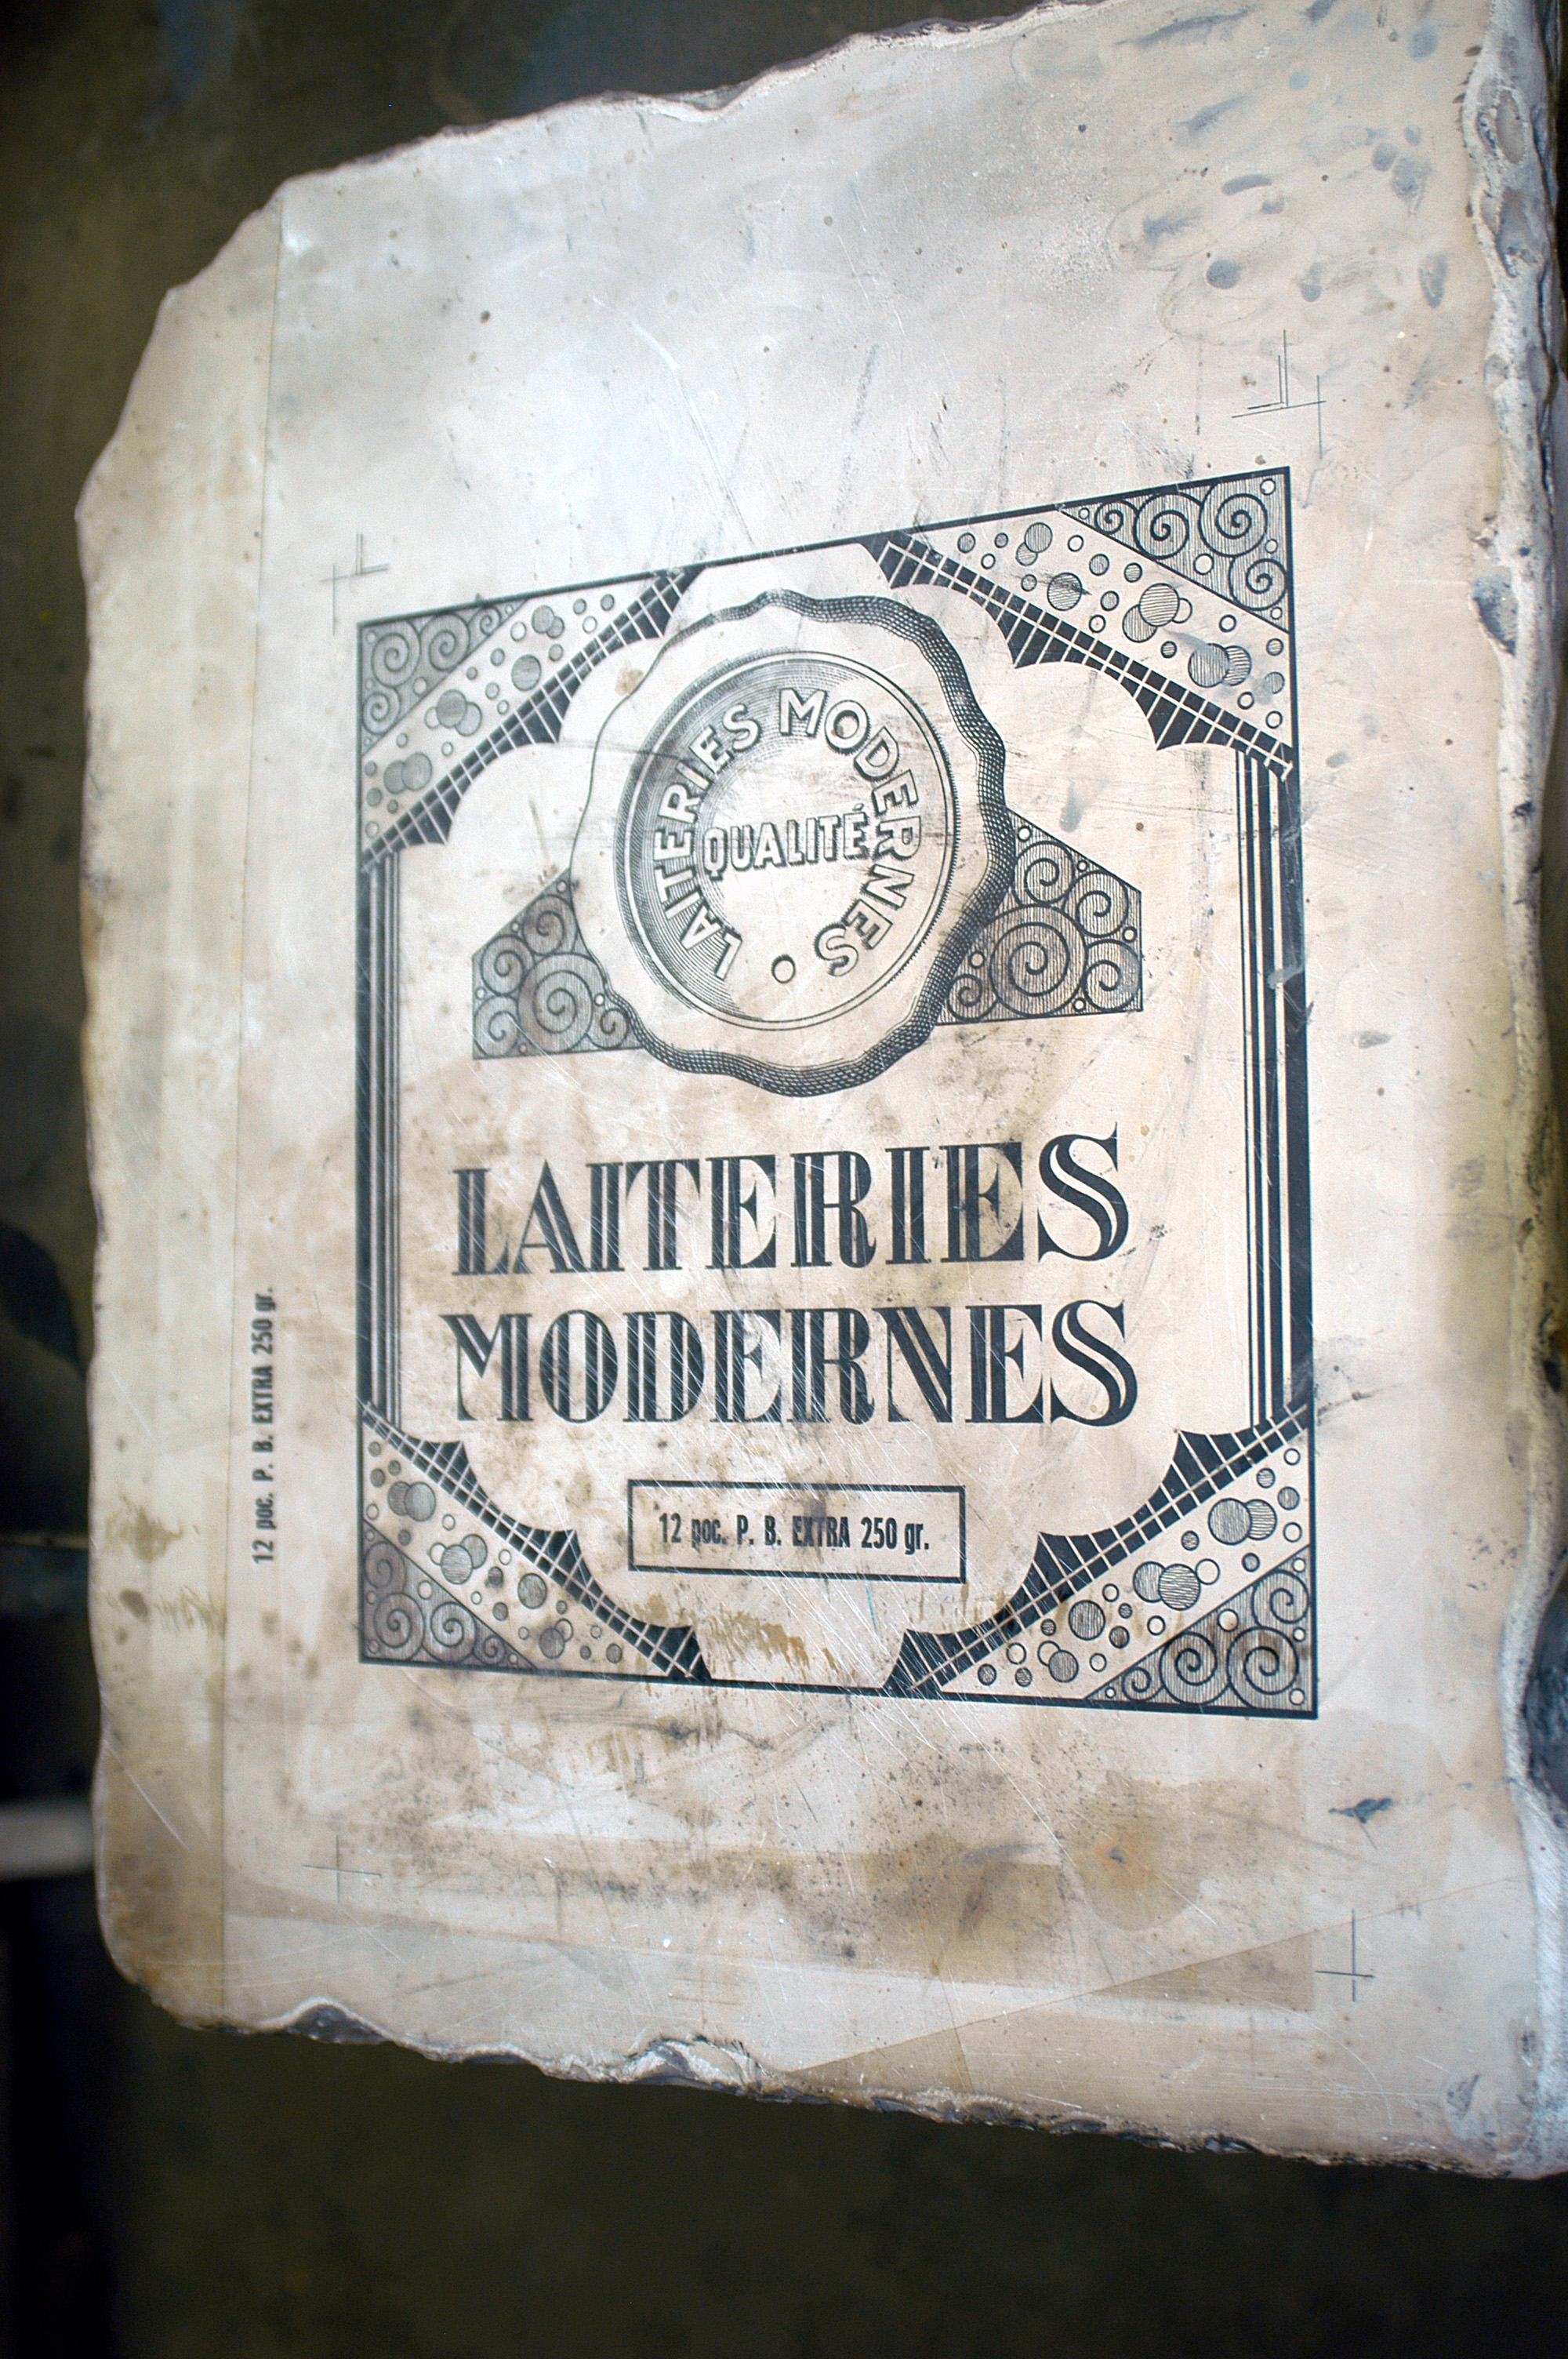 LAITERIES MODERNES •
QUALITÉ
LAITERIES
MODERNES
12 poc. P. B. EXTRA 250 gr.
12 poc. P. B. EXTRA 250 gr.